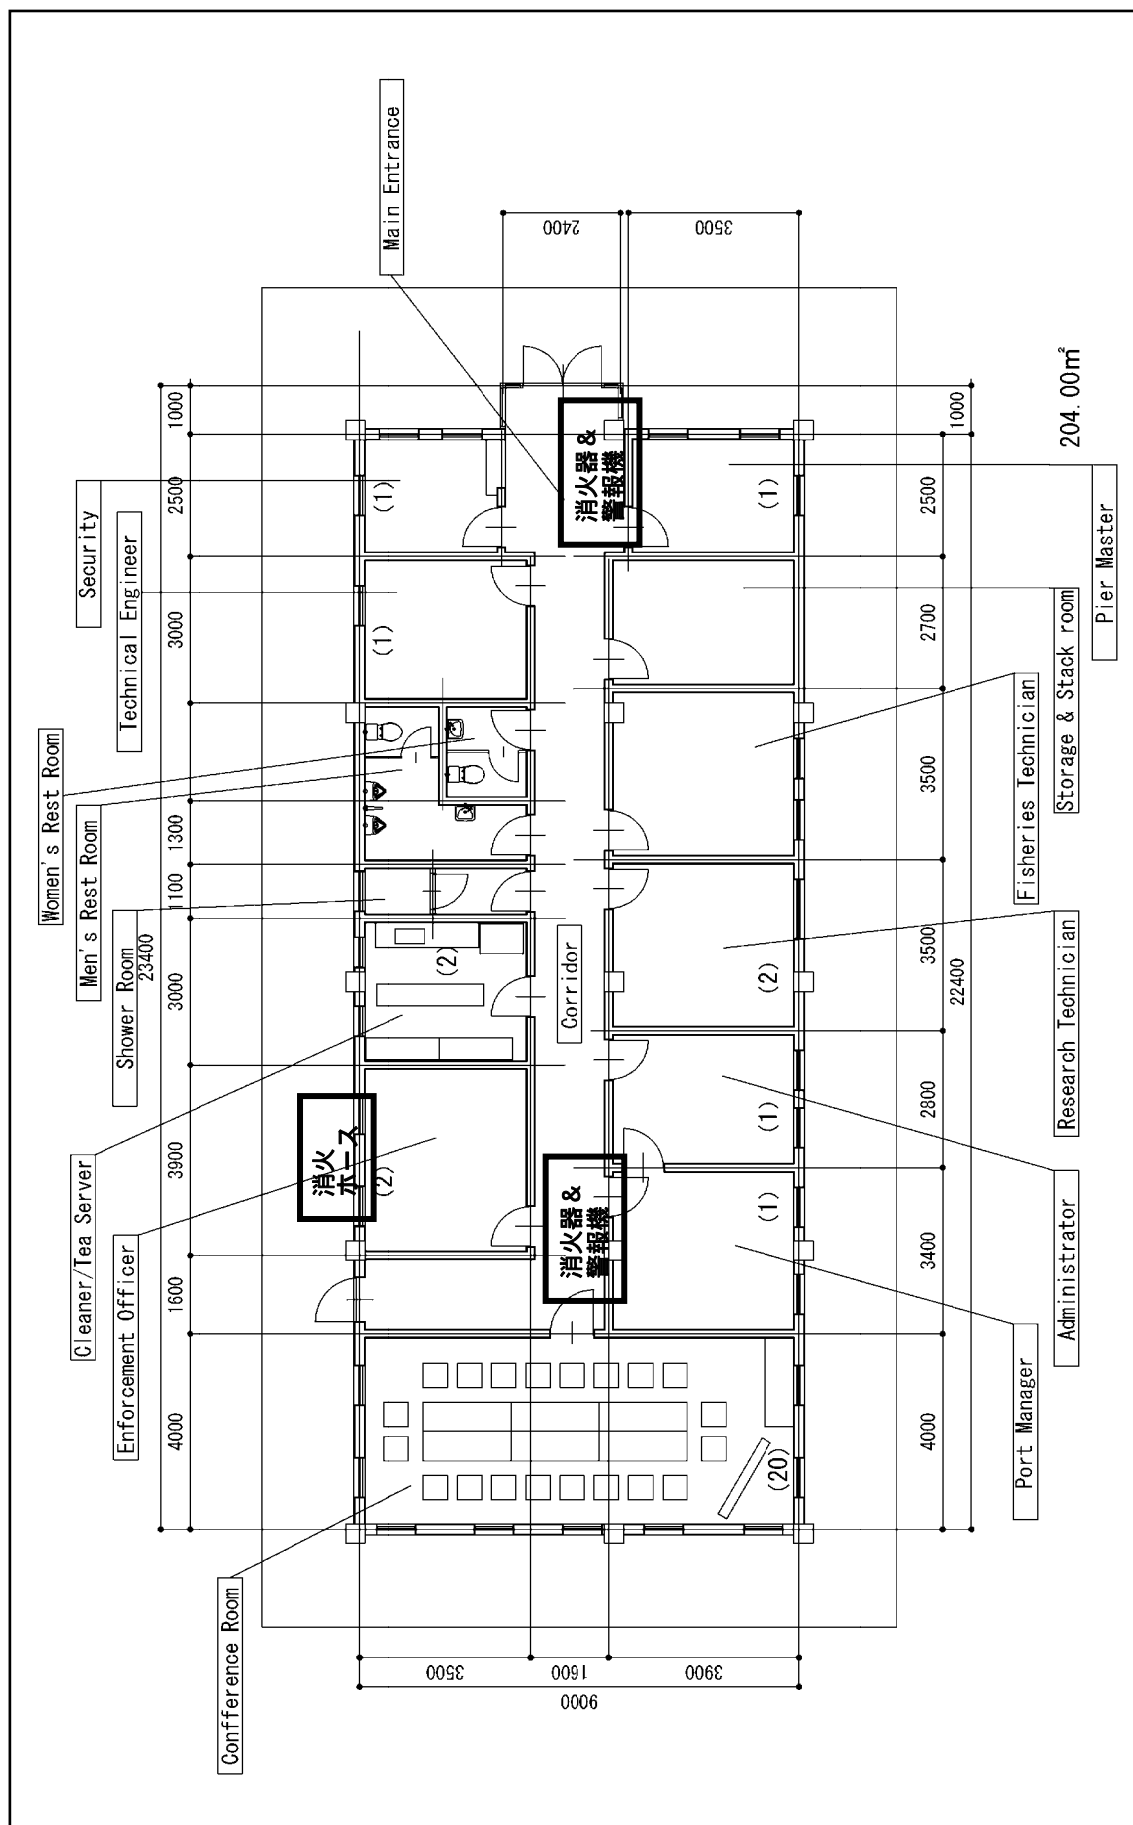 Women's Rest Room
Cleaner/Tea Server
Men's Rest Room
Security
Enforcement Officer
Shower Room
Technical Engineer
23400
4000
1600
3900
3000
1100
1300
3000
2500
1000
Confference Room
消火
ホース
(2)
(2)
(1)
(1)
Main Entrance
3500
1600
3900
9000
2400
3500
Corridor
消火器&
警報機
消火器&
警報機
(20)
(1)
(1)
(2)
(1)
4000
3400
2800
3500
3500
2700
2500
1000
22400
Port Manager
Administrator
Research Technician
Fisheries Technician
Storage & Stack room
Pier Master
204.00㎡